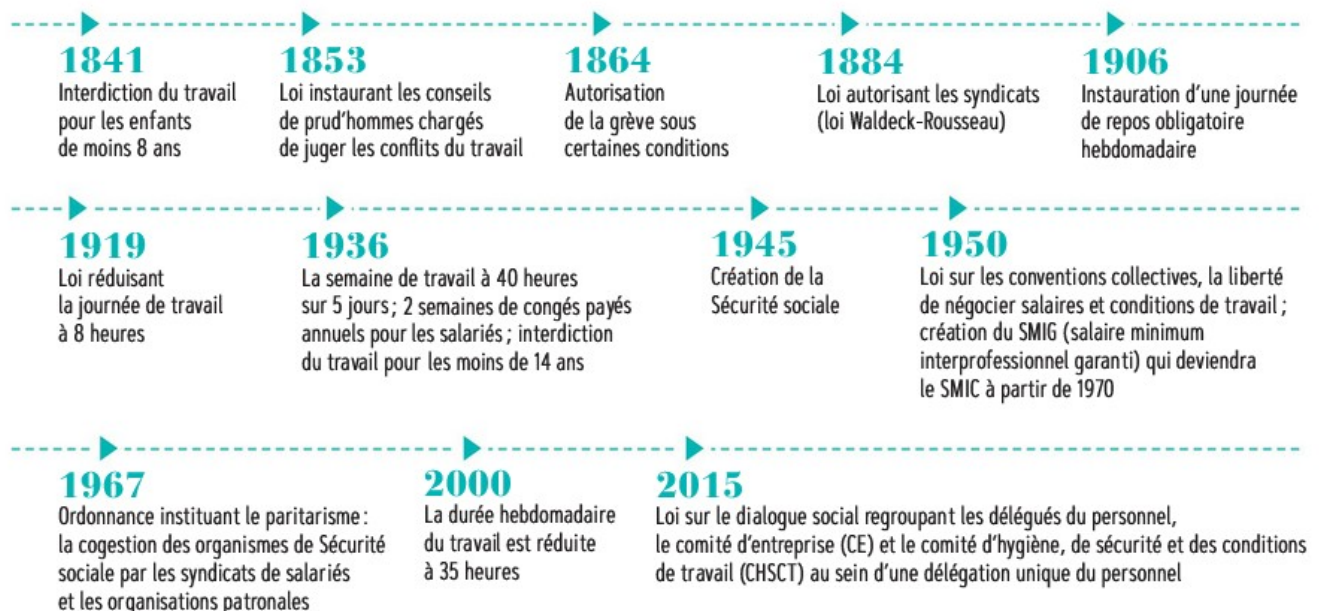 1841
Interdiction du travail
pour les enfants
de moins 8 ans
1853
Loi instaurant les conseils
de prud’hommes chargés
de juger les conflits du travail
1864
Autorisation
de la grève sous
certaines conditions
1884
Loi autorisant les syndicats
(loi Waldeck-Rousseau)
1906
Instauration d’une journée
de repos obligatoire
hebdomadaire
1919
Loi réduisant
la journée de travail
à 8 heures
1936
La semaine de travail à 40 heures
sur 5 jours ; 2 semaines de congés payés
annuels pour les salariés ; interdiction
du travail pour les moins de 14 ans
1945
Création de la
Sécurité sociale
1950
Loi sur les conventions collectives, la liberté
de négocier salaires et conditions de travail ;
création du SMIG (salaire minimum
interprofessionnel garanti) qui deviendra
le SMIC à partir de 1970
1967
Ordonnance instituant le paritarisme :
la cogestion des organismes de Sécurité
sociale par les syndicats de salariés
et les organisations patronales
2000
La durée hebdomadaire
du travail est réduite
à 35 heures
2015
Loi sur le dialogue social regroupant les délégués du personnel,
le comité d’entreprise (CE) et le comité d’hygiène, de sécurité et des conditions
de travail (CHSCT) au sein d’une délégation unique du personnel